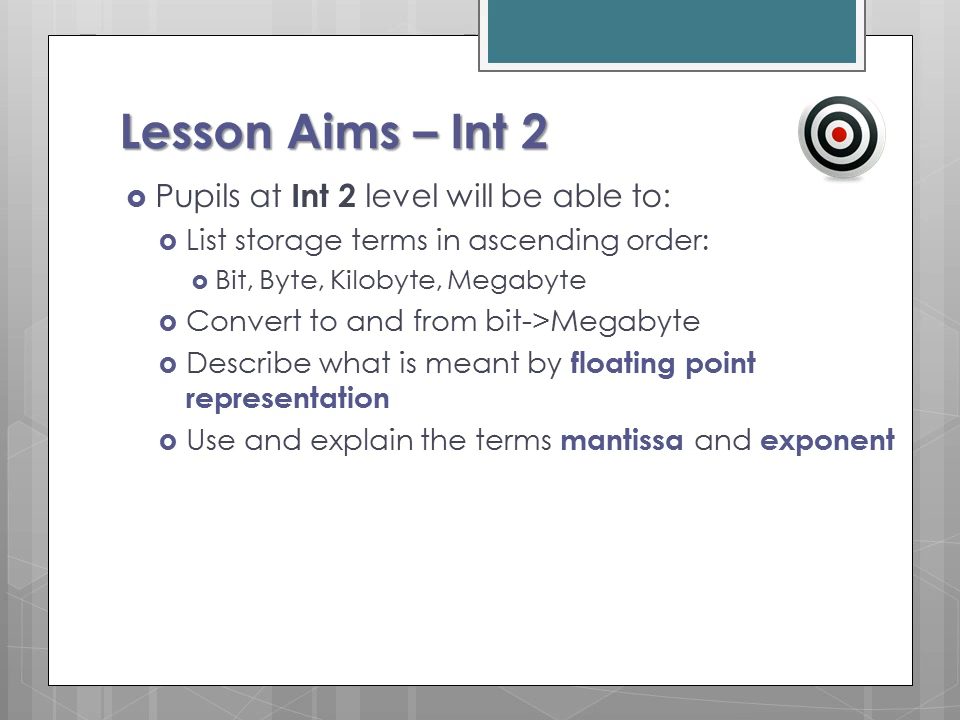 Lesson Aims – Int 2
Pupils at Int 2 level will be able to:
List storage terms in ascending order:
Bit, Byte, Kilobyte, Megabyte
Convert to and from bit->Megabyte
Describe what is meant by floating point
representation
Use and explain the terms mantissa and exponent